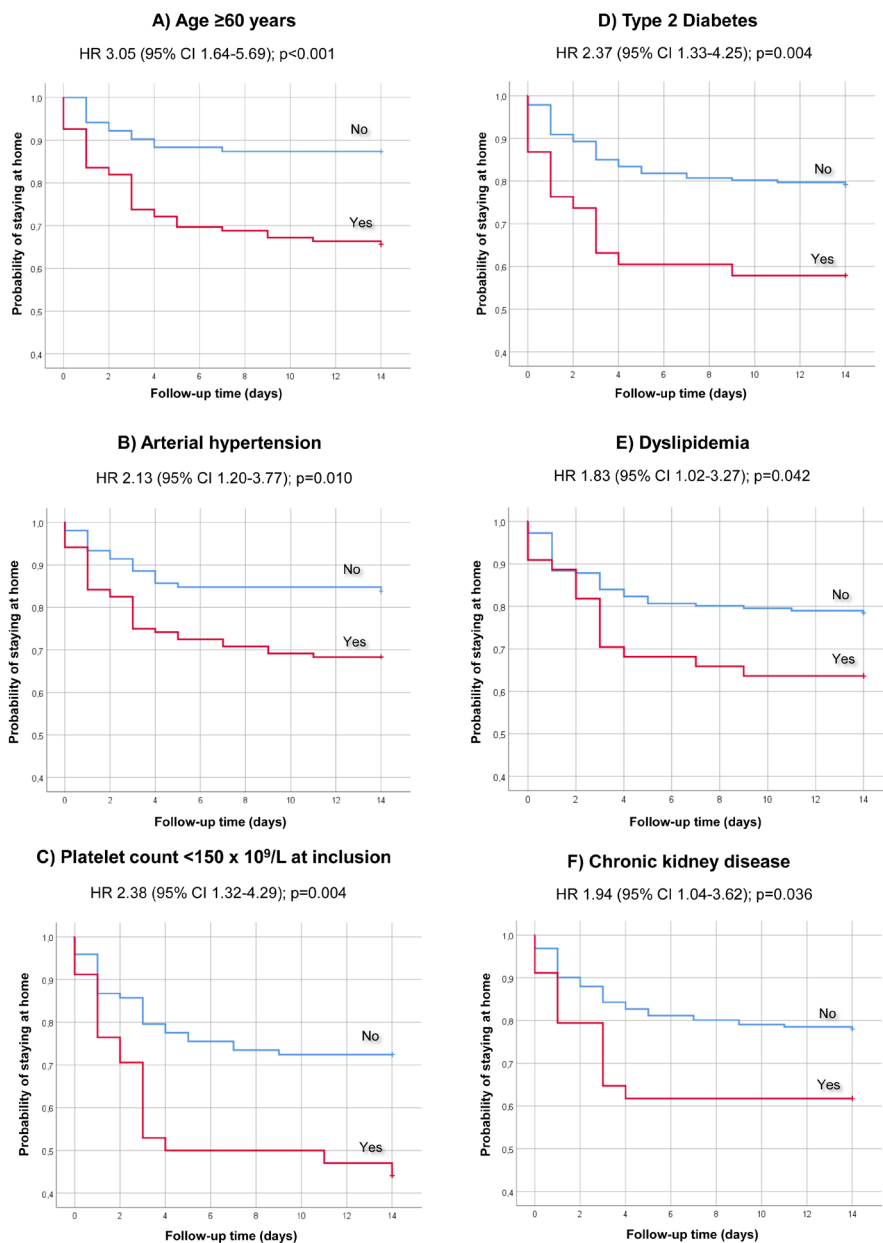 A) Age ≥60 years
HR 3.05 (95% CI 1.64-5.69); p<0.001
Probability of staying at home
1,0
0,9
0,8
0,7
0,6
0,5
0,4
No
Yes
0 2 4 6 8 10 12 14
Follow-up time (days)
D) Type 2 Diabetes
HR 2.37 (95% CI 1.33-4.25; p=0.004
Probability of staying at home
1,0
0,9
0,8
0,7
0,6
0,5
0,4
No
Yes
0 2 4 6 8 10 12 14
Follow-up time (days)
B) Arterial hypertension
HR 2.13 (95% CI 1.20-3.77); p=0.010
Probability of staying at home
1,0
0,9
0,8
0,7
0,6
0,5
0,4
No
Yes
0 2 4 6 8 10 12 14
Follow-up time (days)
E) Dyslipidemia
HR 1.83 (95% CI 1.02-3.27; p=0.042
Probability of staying at home
1,0
0,9
0,8
0,7
0,6
0,5
0,4
No
Yes
0 2 4 6 8 10 12 14
Follow-up time (days)
C) Platelet count <150 x 10⁹/L at inclusion
HR 2.38 (95% CI 1.32-4.29); p=0.004
Probability of staying at home
1,0
0,9
0,8
0,7
0,6
0,5
0,4
No
Yes
0 2 4 6 8 10 12 14
Follow-up time (days)
F) Chronic kidney disease
HR 1.94 (95% CI 1.04-3.62; p=0.036
Probability of staying at home
1,0
0,9
0,8
0,7
0,6
0,5
0,4
No
Yes
0 2 4 6 8 10 12 14
Follow-up time (days)